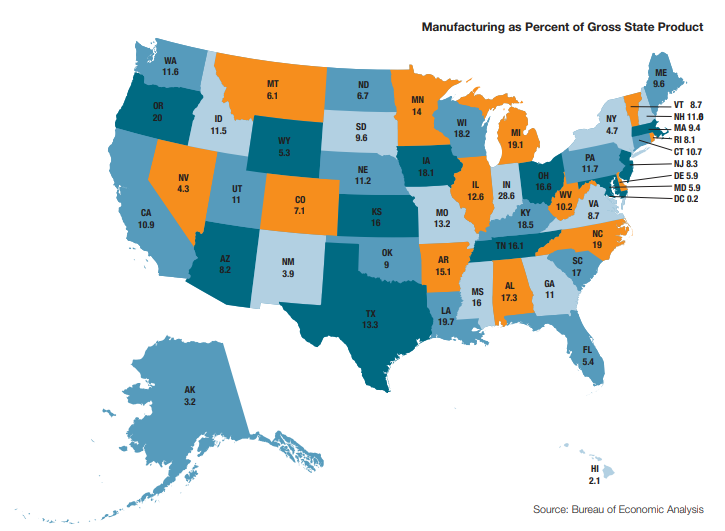 Manufacturing as Percent of Gross State Product
WA
11.6
OR
20
CA
10.9
NV
4.3
ID
11.5
MT
6.1
WY
5.3
UT
11
AZ
8.2
CO
7.1
NM
3.9
ND
6.7
SD
9.6
NE
11.2
KS
16
OK
9
TX
13.3
MN
14
IA
18.1
MO
13.2
AR
15.1
LA
19.7
WI
18.2
IL
12.6
MI
19.1
IN
28.6
OH
16.6
KY
18.5
TN 16.1
MS
16
AL
17.3
GA
11
FL
5.4
SC
17
NC
19
VA
8.7
WV
10.2
PA
11.7
NY
4.7
ME
9.6
VT 8.7
NH 11.0
MA 9.4
RI 8.1
CT 10.7
NJ 8.3
DE 5.9
MD 5.9
DC 0.2
AK
3.2
HI
2.1
Source: Bureau of Economic Analysis